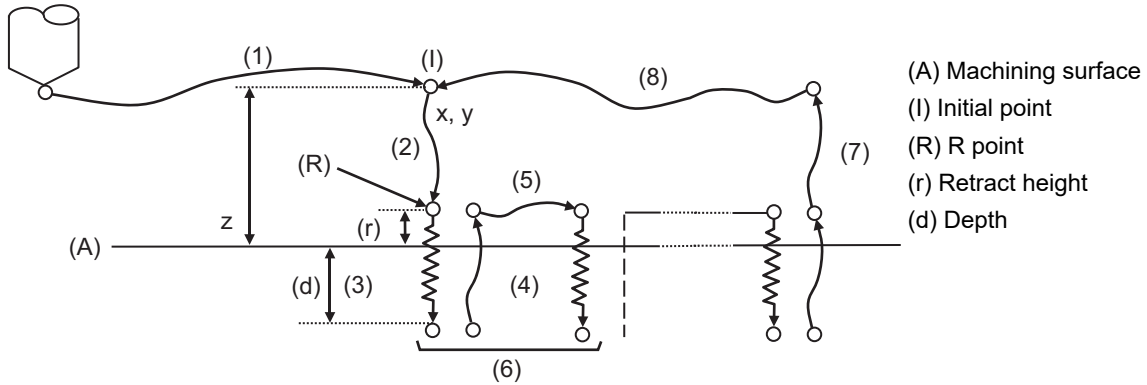 (1)
(I)
(8)
x, y
(2)
(7)
(R)
(5)
z
(r)
(A)
(d)
(3)
(4)
(6)
(A) Machining surface
(I) Initial point
(R) R point
(r) Retract height
(d) Depth